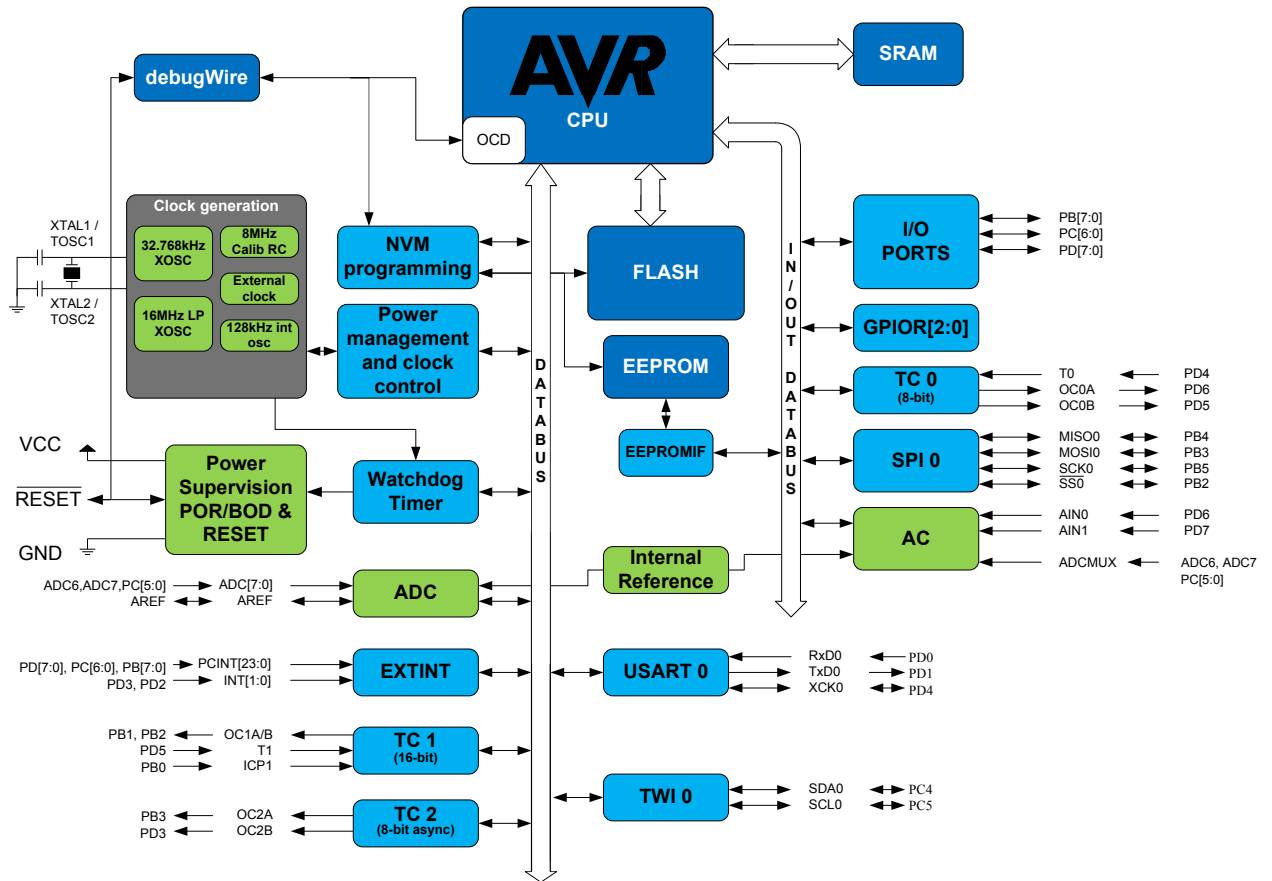 AVR
CPU
OCD
SRAM
debugWire
Clock generation
XTAL1 /
TOSC1
XTAL2 /
TOSC2
32.768kHz
XOSC
8MHz
Calib RC
External
clock
16MHz LP
XOSC
128kHz int
osc
NVM
programming
FLASH
I/O
PORTS
PB[7:0]
PC[6:0]
PD[7:0]
Power
management
and clock
control
EEPROM
EEPROMIF
GPIOR[2:0]
DATABUS
IN/OUT DATABUS
TC 0
(8-bit)
T0 PD4
OC0A PD6
OC0B PD5
SPI 0
MISO0 PB4
MOSI0 PB3
SCK0 PB5
SS0 PB2
VCC
RESET
GND
Power
Supervision
POR/BOD &
RESET
Watchdog
Timer
AC
AIN0 PD6
AIN1 PD7
ADCMUX ADC6, ADC7
PC[5:0]
Internal
Reference
ADC6,ADC7,PC[5:0] ADC[7:0]
AREF AREF
ADC
PD[7:0], PC[6:0], PB[7:0] PCINT[23:0]
PD3, PD2 INT[1:0]
EXTINT
USART 0
RxD0 PD0
TxD0 PD1
XCK0 PD4
PB1, PB2 OC1A/B
PD5 T1
PB0 ICP1
TC 1
(16-bit)
TWI 0
SDA0 PC4
SCL0 PC5
PB3 OC2A
PD3 OC2B
TC 2
(8-bit async)